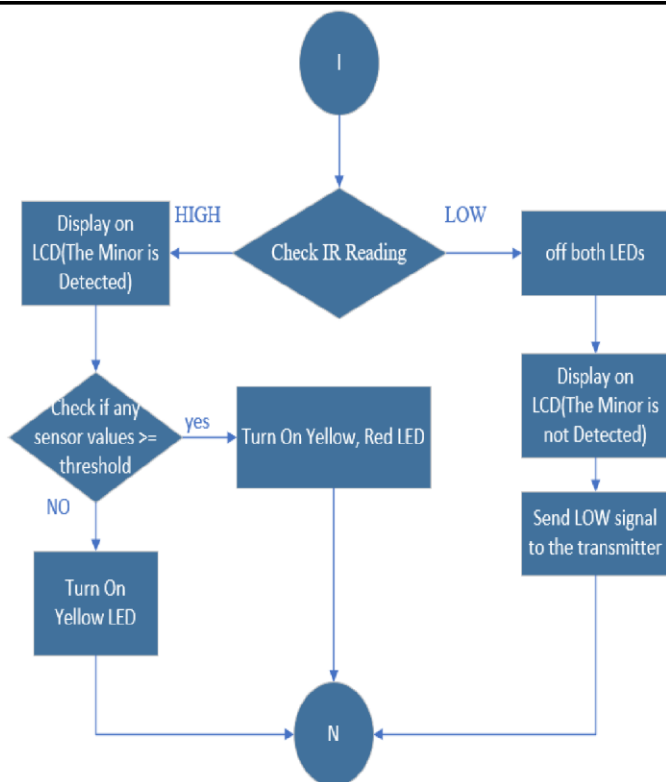 I
HIGH
LOW
Check IR Reading
Display on
LCD(The Minor is
Detected)
off both LEDs
Display on
LCD(The Minor is
not Detected)
Check if any
sensor values >=
threshold
yes
Turn On Yellow, Red LED
NO
Send LOW signal
to the transmitter
Turn On
Yellow LED
N